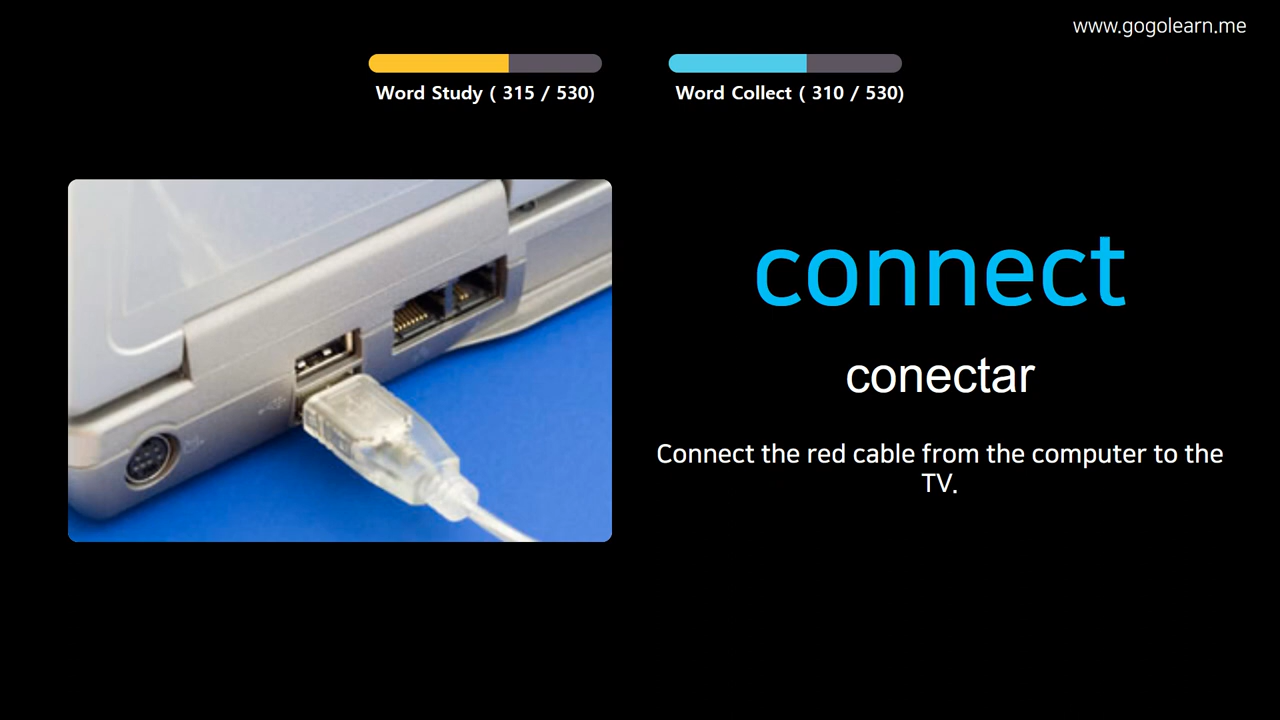 www.gogolearn.me
Word Study ( 315 / 530)
Word Collect ( 310 / 530)
connect
conectar
Connect the red cable from the computer to the
TV.